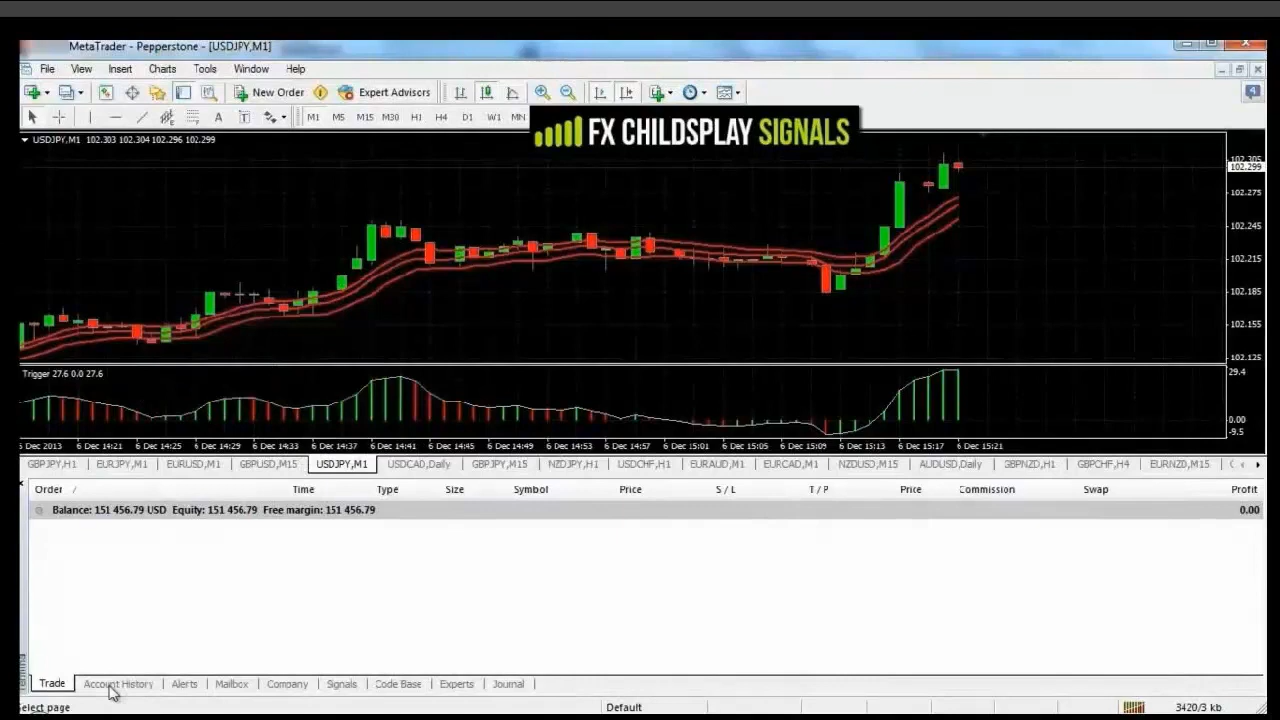 MetaTrader - Pepperstone - [USDJPY,M1]
File View Insert Charts Tools Window Help
New Order Expert Advisors
A T M1 M5 M15 M30 H1 H4 D1 W1 MN
FX CHILDSPLAY SIGNALS
USDJPY,M1 102.303 102.304 102.296 102.299
102.305
102.299
102.275
102.245
102.215
102.185
102.155
102.125
Trigger 27.6 0.0 27.6
29.4
0.00
-9.5
6 Dec 2013 6 Dec 14:21 6 Dec 14:25 6 Dec 14:29 6 Dec 14:33 6 Dec 14:37 6 Dec 14:41 6 Dec 14:45 6 Dec 14:49 6 Dec 14:53 6 Dec 14:57 6 Dec 15:01 6 Dec 15:05 6 Dec 15:09 6 Dec 15:13 6 Dec 15:17 6 Dec 15:21
GBPJPY,H1 EURJPY,M1 EURUSD,M1 GBPUSD,M15 USDJPY,M1 USDCAD,Daily GBPJPY,M15 NZDJPY,H1 USDCHF,H1 EURAUD,M1 EURCAD,M1 NZDUSD,M15 AUDUSD,Daily GBPNZD,H1 GBPCHF,H4 EURNZD,M15
Order / Time Type Size Symbol Price S / L T / P Price Commission Swap Profit
Balance: 151 456.79 USD Equity: 151 456.79 Free margin: 151 456.79 0.00
Trade Account History Alerts Mailbox Company Signals Code Base Experts Journal
Select page Default 3420/3 kb